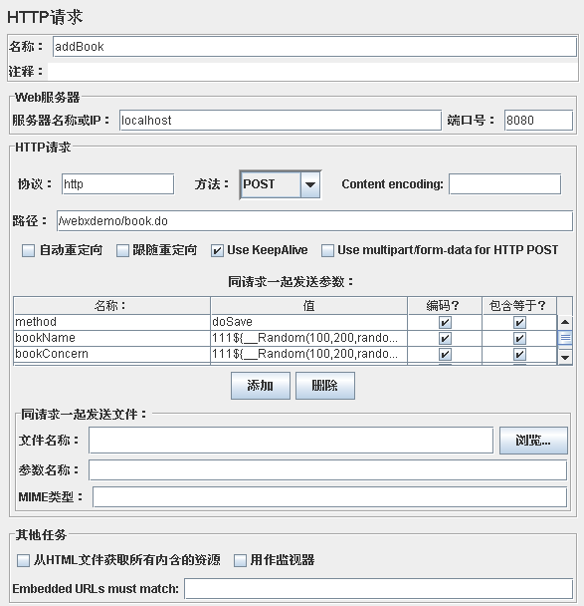 HTTP请求
名称： addBook
注释：
Web服务器
服务器名称或IP： localhost 端口号： 8080
HTTP请求
协议： http 方法： POST Content encoding:
路径： /webxdemo/book.do
自动重定向 跟随重定向 Use KeepAlive Use multipart/form-data for HTTP POST
同请求一起发送参数：
名称： 值 编码？ 包含等于？
method doSave
bookName 111${__Random(100,200,rando...
bookConcern 111${__Random(100,200,rando...
添加 删除
同请求一起发送文件：
文件名称： 浏览...
参数名称：
MIME类型：
其他任务
从HTML文件获取所有内含的资源 用作监视器
Embedded URLs must match: